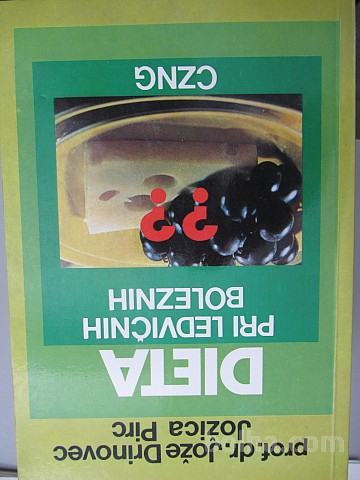 prof. dr. Jože Drinovec
Jožica Pirc
DIETA
PRI LEDVIČNIH
BOLEZNIH
??
CZNG